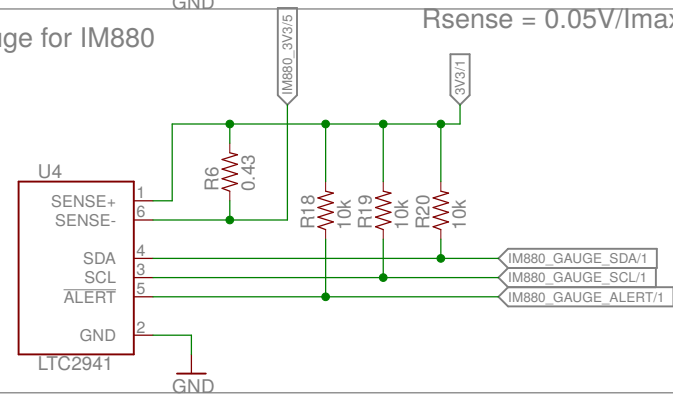 GND
Rsense = 0.05V/Imax
uge for IM880
IM880_3V3/5
3V3/1
U4
R6
0.43
SENSE+
1
SENSE-
6
R18
10k
R19
10k
R20
10k
SDA
4
IM880_GAUGE_SDA/1
SCL
3
IM880_GAUGE_SCL/1
ALERT
5
IM880_GAUGE_ALERT/1
GND
2
LTC2941
GND